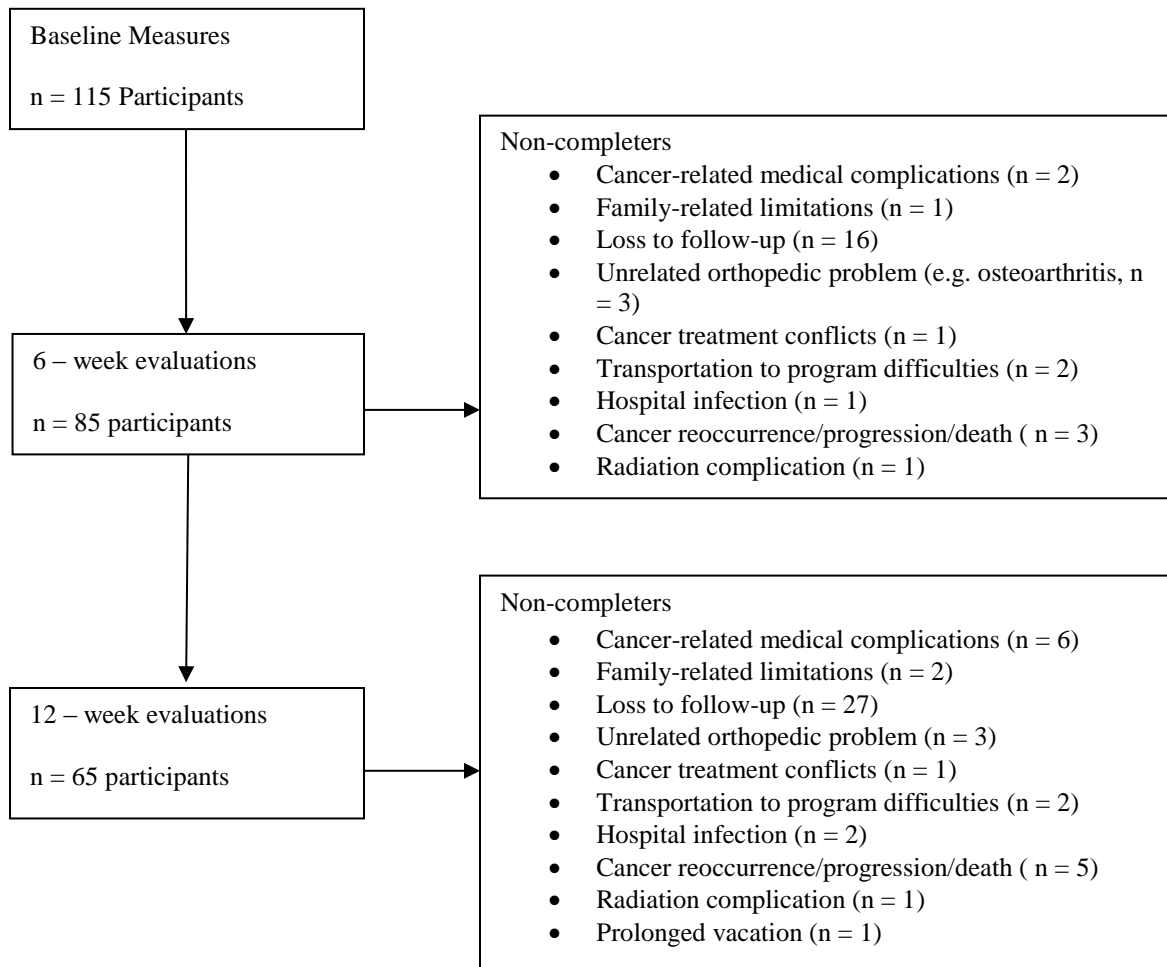 Baseline Measures
n = 115 Participants
Non-completers
• Cancer-related medical complications (n = 2)
• Family-related limitations (n = 1)
• Loss to follow-up (n = 16)
• Unrelated orthopedic problem (e.g. osteoarthritis, n
= 3)
• Cancer treatment conflicts (n = 1)
• Transportation to program difficulties (n = 2)
• Hospital infection (n = 1)
• Cancer reoccurrence/progression/death ( n = 3)
• Radiation complication (n = 1)
6 – week evaluations
n = 85 participants
Non-completers
• Cancer-related medical complications (n = 6)
• Family-related limitations (n = 2)
• Loss to follow-up (n = 27)
• Unrelated orthopedic problem (n = 3)
• Cancer treatment conflicts (n = 1)
• Transportation to program difficulties (n = 2)
• Hospital infection (n = 2)
• Cancer reoccurrence/progression/death ( n = 5)
• Radiation complication (n = 1)
• Prolonged vacation (n = 1)
12 – week evaluations
n = 65 participants